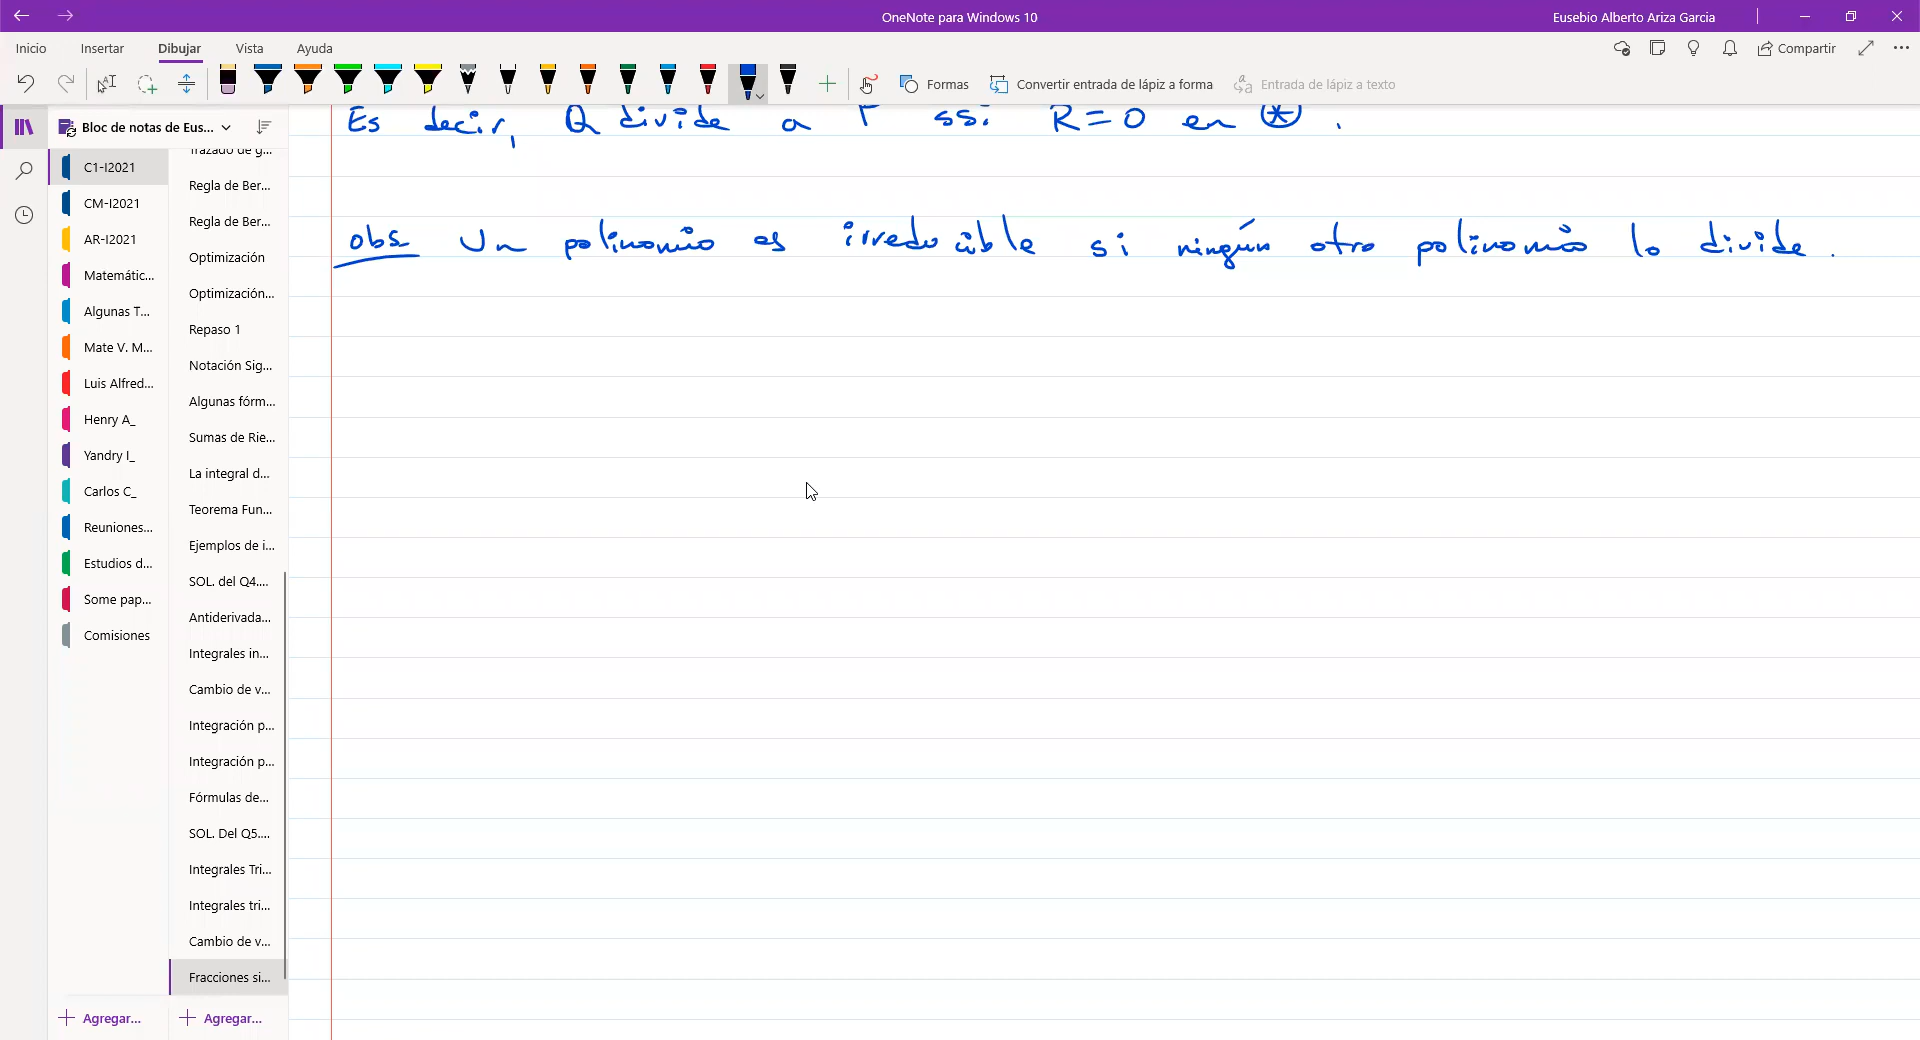 OneNote para Windows 10
Eusebio Alberto Ariza Garcia
Inicio Insertar Dibujar Vista Ayuda
Compartir
Formas Convertir entrada de lápiz a forma Entrada de lápiz a texto
Bloc de notas de Eus...
C1-I2021
CM-I2021
AR-I2021
Matemátic...
Algunas T...
Mate V. M...
Luis Alfred...
Henry A_
Yandry I_
Carlos C_
Reuniones...
Estudios d...
Some pap...
Comisiones
Agregar...
Trazado de g...
Regla de Ber...
Regla de Ber...
Optimización
Optimización...
Repaso 1
Notación Sig...
Algunas fórm...
Sumas de Rie...
La integral d...
Teorema Fun...
Ejemplos de i...
SOL. del Q4....
Antiderivada...
Integrales in...
Cambio de v...
Integración p...
Integración p...
Fórmulas de...
SOL. Del Q5....
Integrales Tri...
Integrales tri...
Cambio de v...
Fracciones si...
Agregar...
Es decir, Q divide a P ssi R=0 en ⊛ .
obs Un polinomio es irreducible si ningún otro polinomio lo divide .